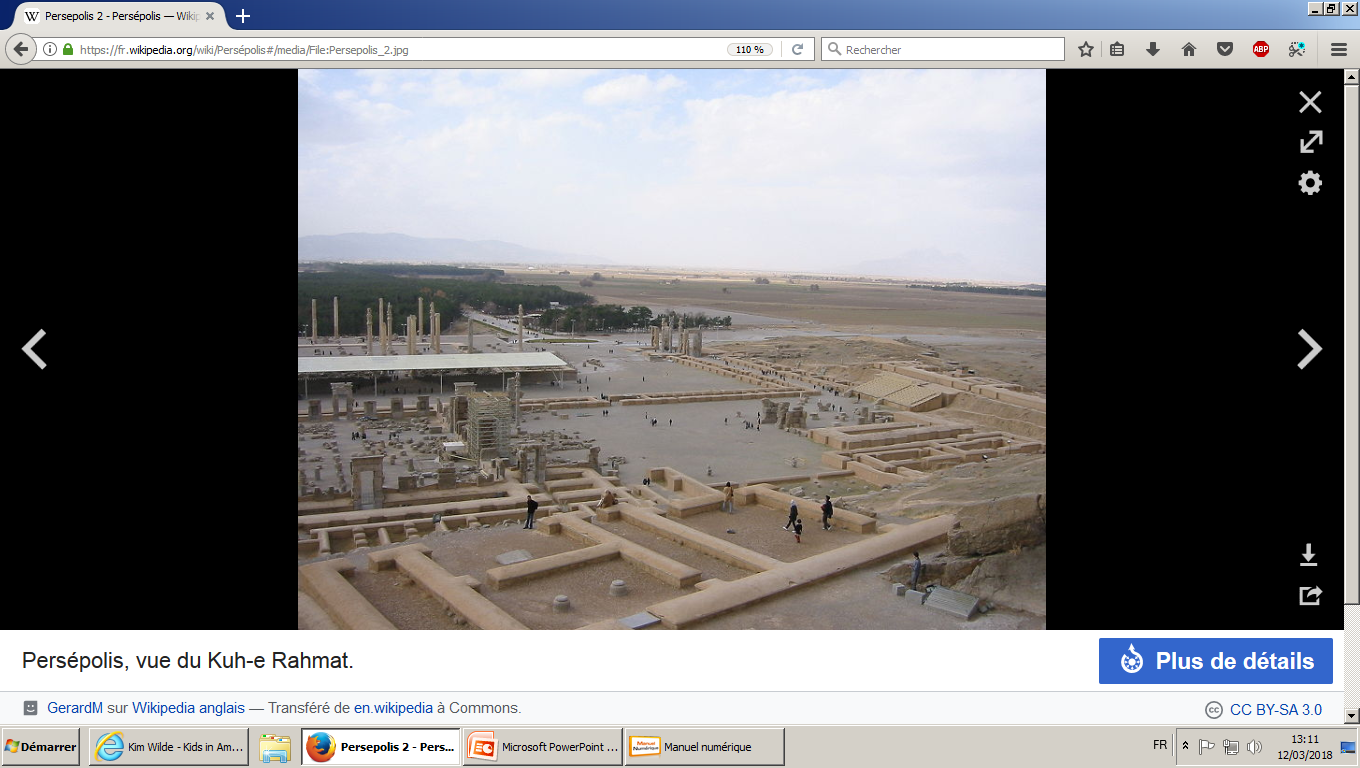 Persepolis 2 - Persépolis — Wikip
https://fr.wikipedia.org/wiki/Persépolis#/media/File:Persepolis_2.jpg
110 %
Rechercher
ABP
Persépolis, vue du Kuh-e Rahmat.
Plus de détails
GerardM sur Wikipedia anglais — Transféré de en.wikipedia à Commons.
CC BY-SA 3.0
Démarrer
Kim Wilde - Kids in Am...
Persepolis 2 - Pers...
Microsoft PowerPoint ...
Manuel numérique
FR
13:11
12/03/2018